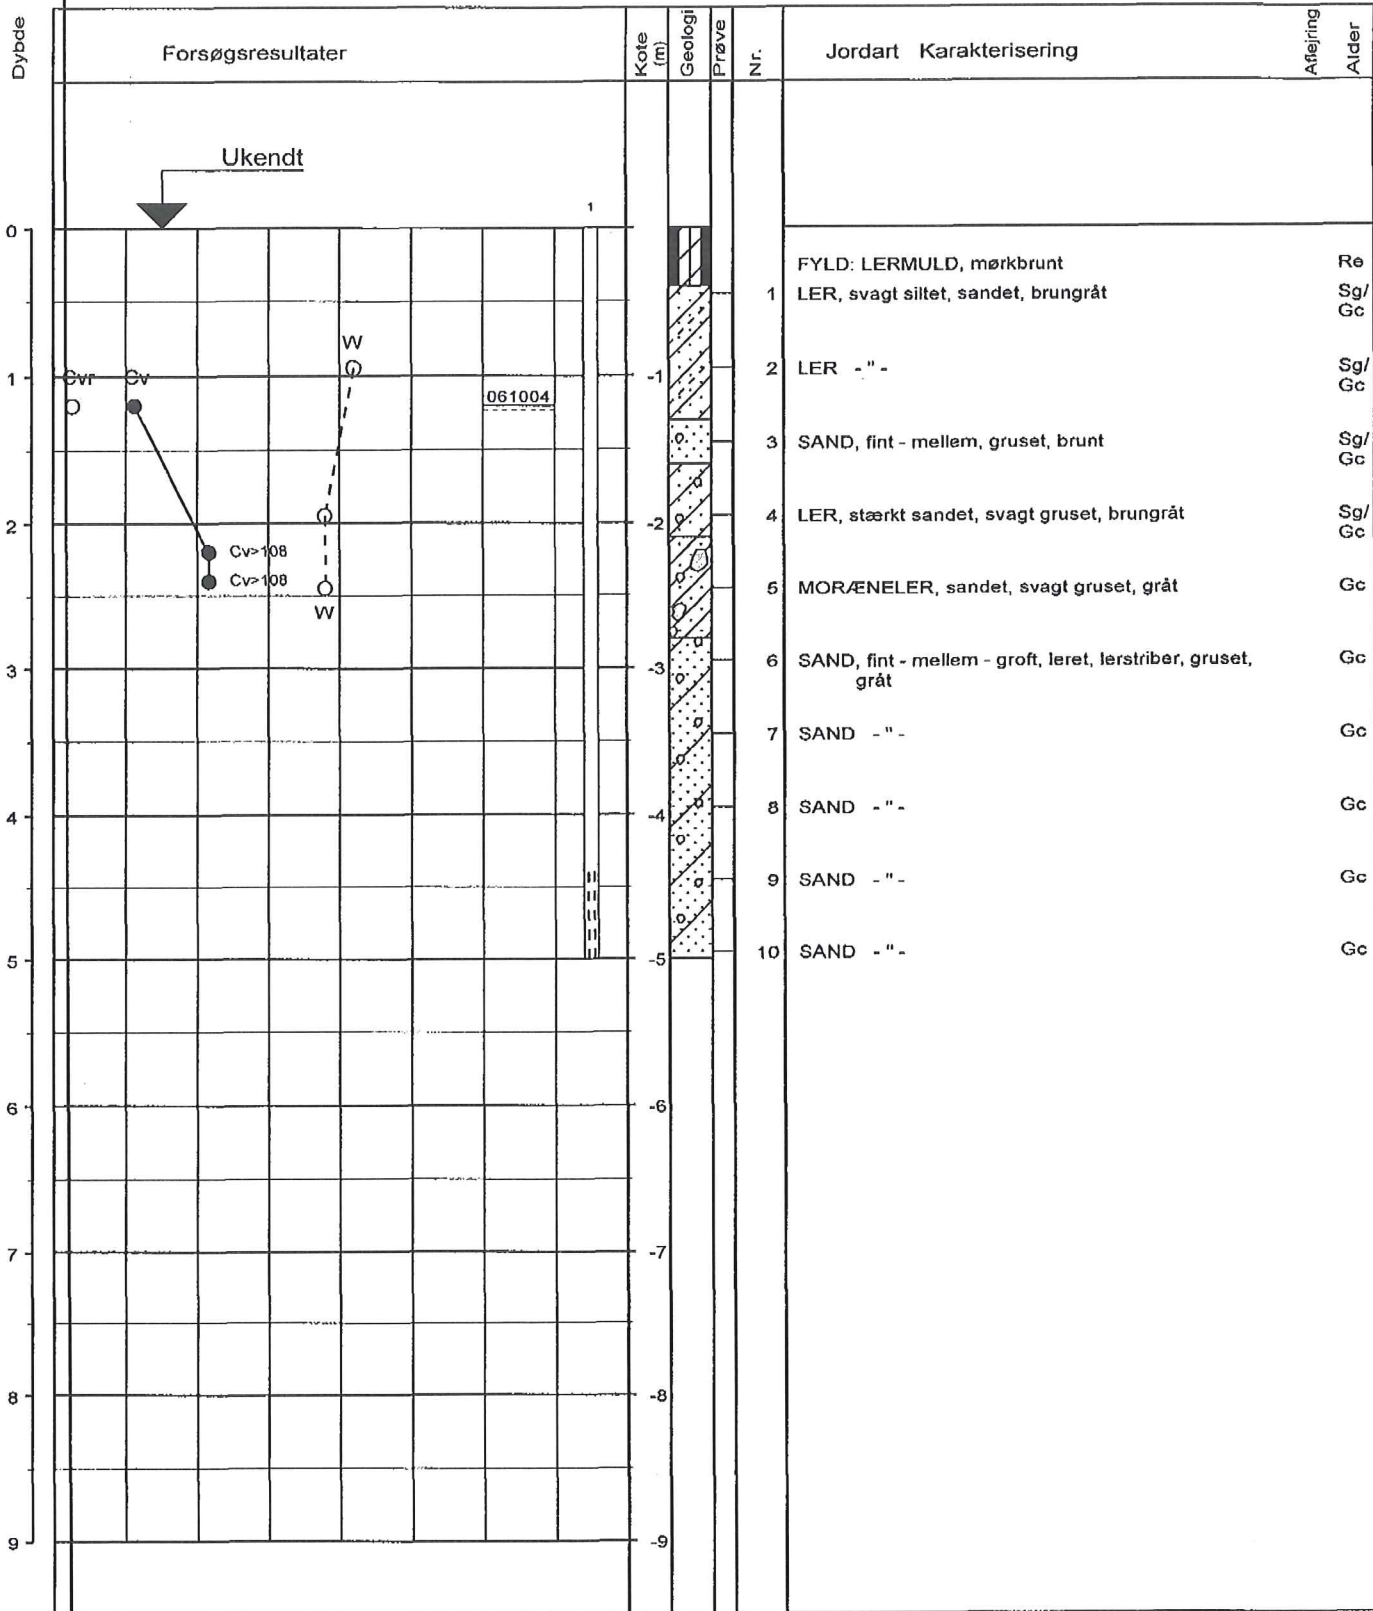 Dybde
Forsøgsresultater
Kote (m)
Geologi
Prøve
Nr.
Jordart Karakterisering
Aflejring
Alder
Ukendt
1
0
FYLD: LERMULD, mørkbrunt Re
1 LER, svagt siltet, sandet, brungråt Sg/
Gc
W
1 Cvr Cv -1 2 LER -"- Sg/
Gc
061004
3 SAND, fint - mellem, gruset, brunt Sg/
Gc
2 -2 4 LER, stærkt sandet, svagt gruset, brungråt Sg/
Gc
Cv>108
Cv>108
5 MORÆNELER, sandet, svagt gruset, gråt Gc
W
3 -3 6 SAND, fint - mellem - groft, leret, lerstriber, gruset, Gc
gråt
7 SAND -"- Gc
4 -4 8 SAND -"- Gc
9 SAND -"- Gc
5 -5 10 SAND -"- Gc
6 -6
7 -7
8 -8
9 -9